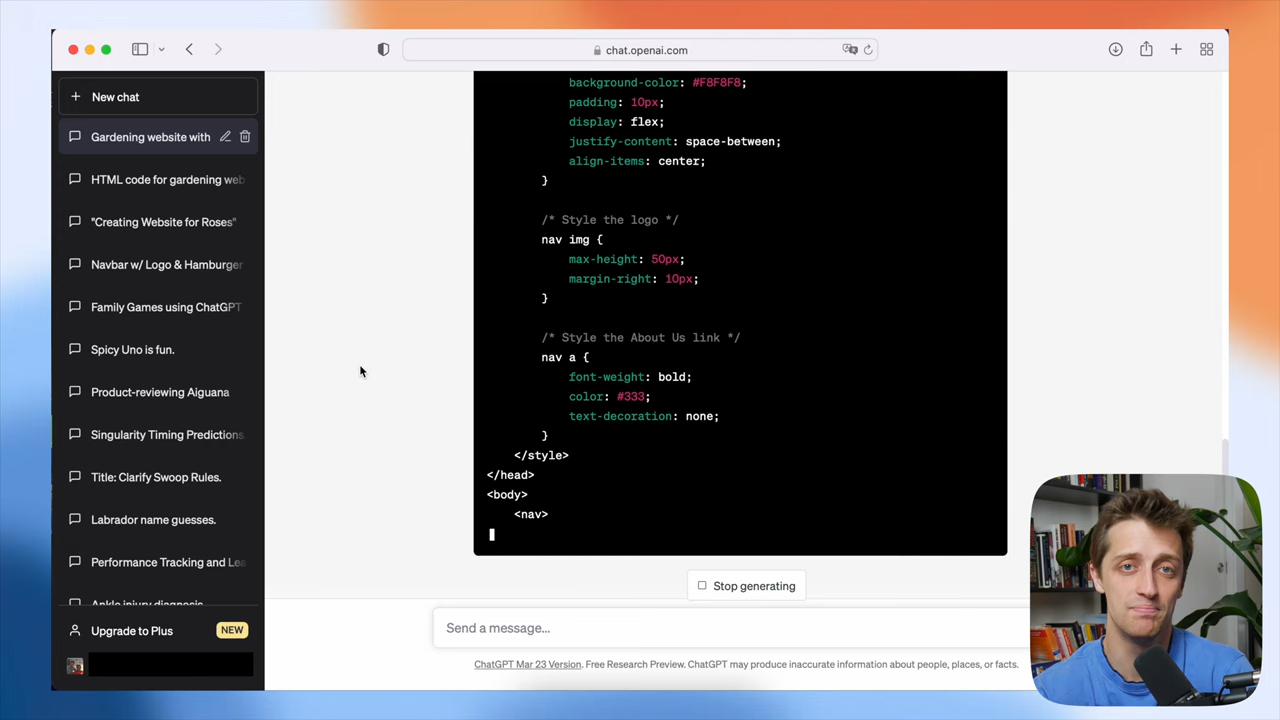 chat.openai.com
New chat
Gardening website with
HTML code for gardening web
"Creating Website for Roses"
Navbar w/ Logo & Hamburger
Family Games using ChatGPT
Spicy Uno is fun.
Product-reviewing Aiguana
Singularity Timing Predictions.
Title: Clarify Swoop Rules.
Labrador name guesses.
Performance Tracking and Lea
Ankle injury diagnosis
Upgrade to Plus
NEW
background-color: #F8F8F8;
padding: 10px;
display: flex;
justify-content: space-between;
align-items: center;
}
/* Style the logo */
nav img {
max-height: 50px;
margin-right: 10px;
}
/* Style the About Us link */
nav a {
font-weight: bold;
color: #333;
text-decoration: none;
}
</style>
</head>
<body>
<nav>
Stop generating
Send a message...
ChatGPT Mar 23 Version. Free Research Preview. ChatGPT may produce inaccurate information about people, places, or facts.